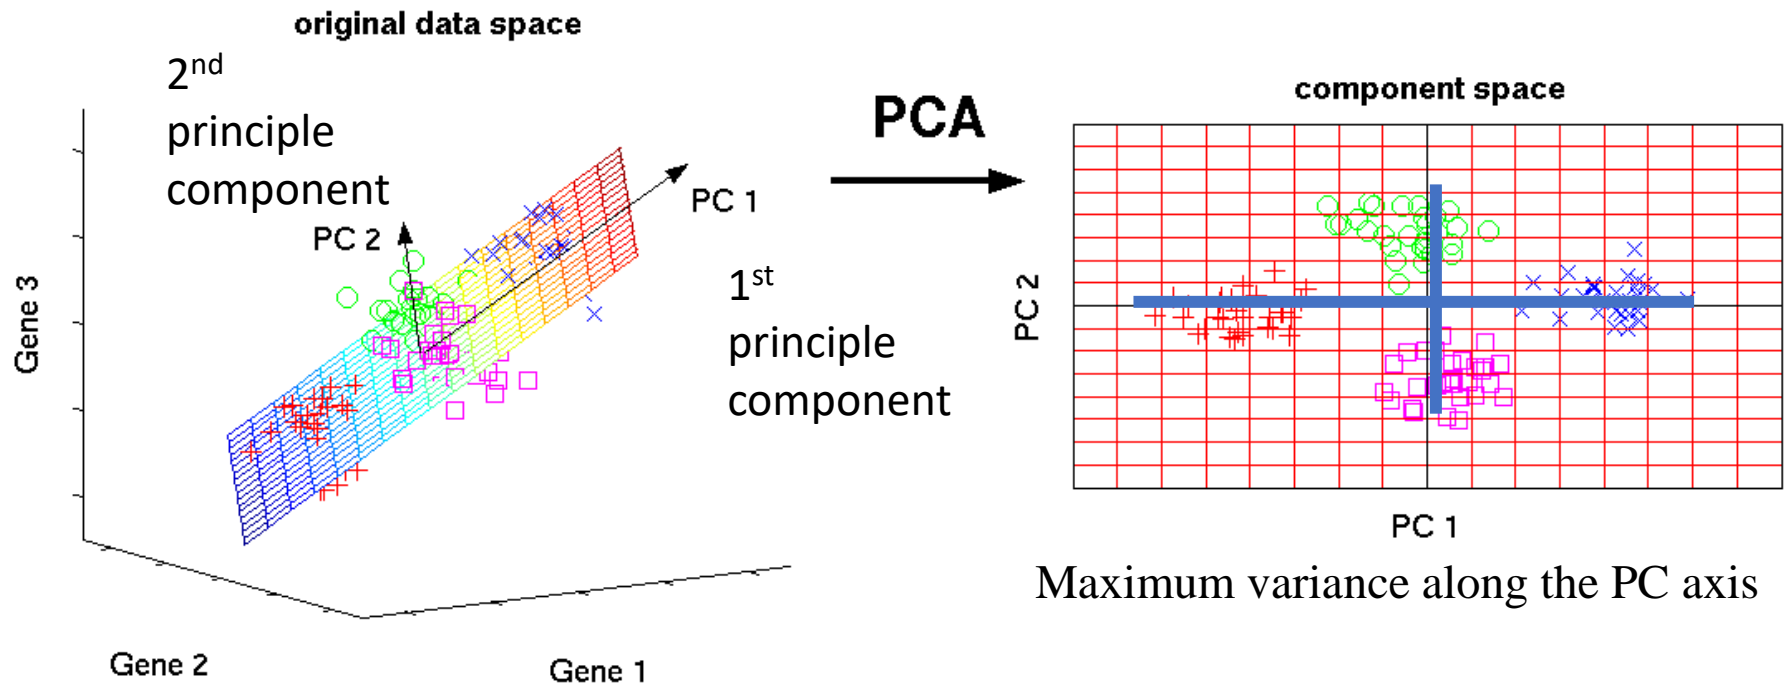 original data space
2nd
principle
component
PC 2
PC 1
1st
principle
component
Gene 3
Gene 2
Gene 1
PCA
component space
PC 2
PC 1
Maximum variance along the PC axis